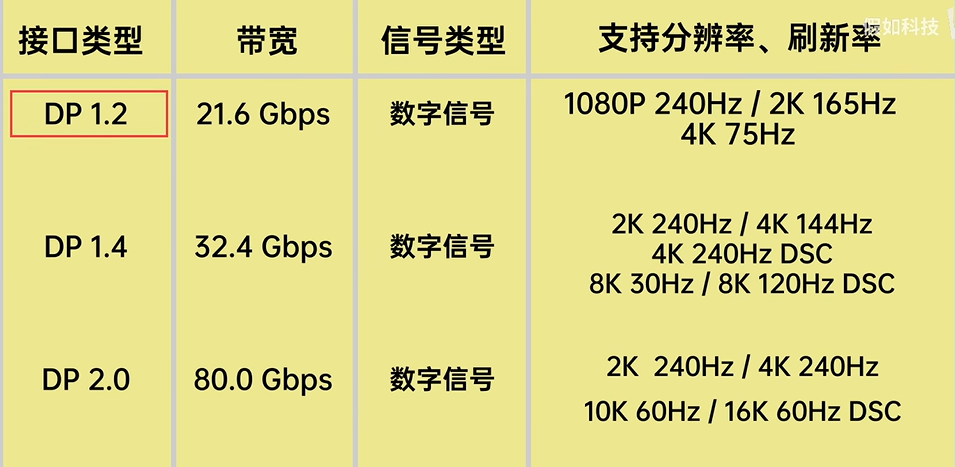 接口类型 带宽 信号类型 支持分辨率、刷新率
假如科技
DP 1.2 21.6 Gbps 数字信号 1080P 240Hz / 2K 165Hz
4K 75Hz
DP 1.4 32.4 Gbps 数字信号 2K 240Hz / 4K 144Hz
4K 240Hz DSC
8K 30Hz / 8K 120Hz DSC
DP 2.0 80.0 Gbps 数字信号 2K 240Hz / 4K 240Hz
10K 60Hz / 16K 60Hz DSC